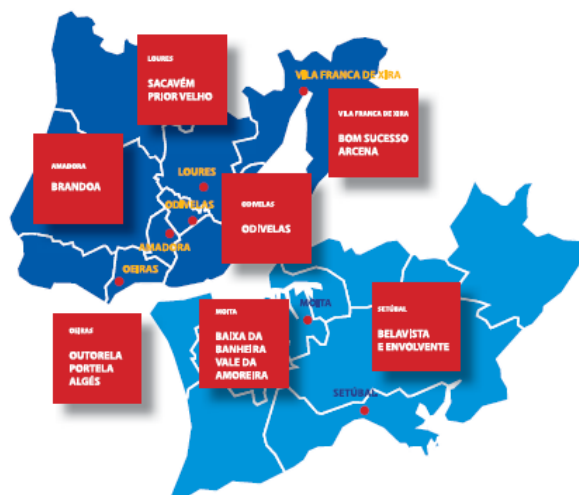 LOURES
SACAVÉM
PRIOR VELHO
VILA FRANCA DE XIRA
VILA FRANCA DE XIRA
BOM SUCESSO
ARCENA
AMADORA
BRANDOA
LOURES
ODIVELAS
ODIVELAS
ODIVELAS
AMADORA
OEIRAS
OEIRAS
OUTORELA
PORTELA
ALGÉS
MOITA
BAIXA DA
BANHEIRA
VALE DA
AMOREIRA
MOITA
SETÚBAL
BELAVISTA
E ENVOLVENTE
SETÚBAL